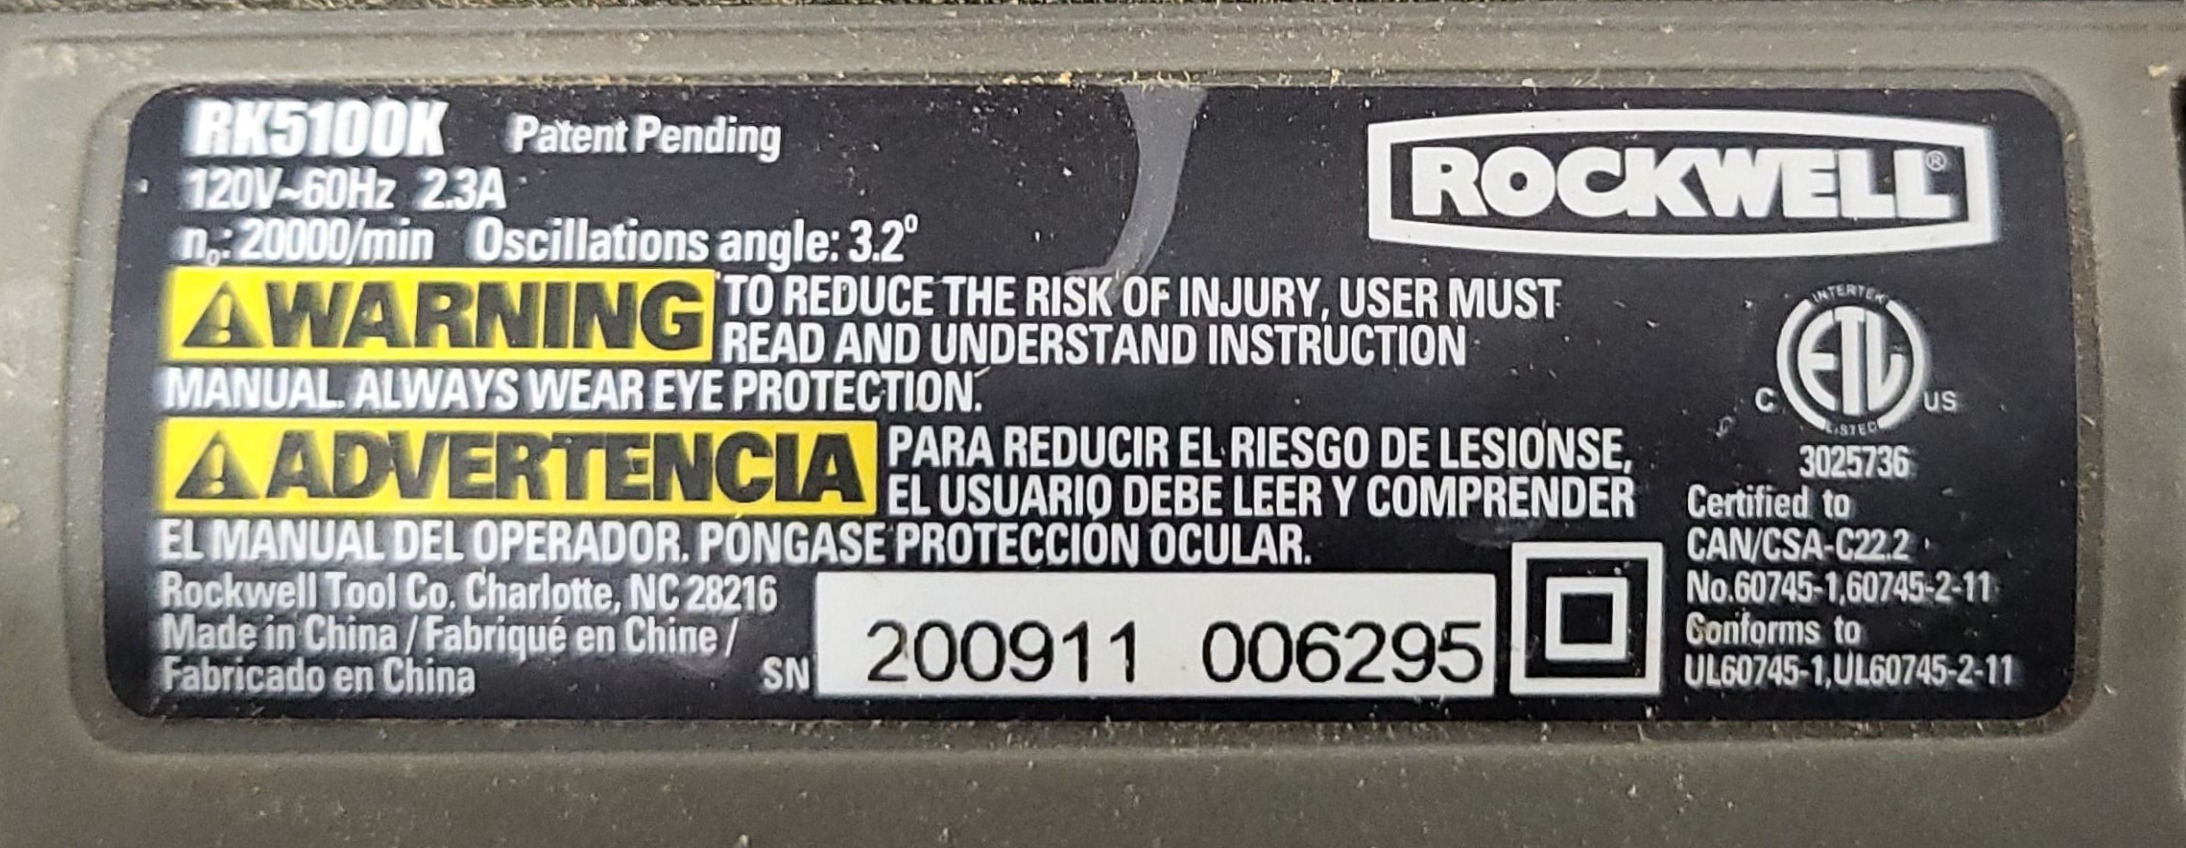 RK5100K Patent Pending
120V~60Hz 2.3A
n₀: 20000/min Oscillations angle: 3.2°
ROCKWELL®
WARNING TO REDUCE THE RISK OF INJURY, USER MUST
READ AND UNDERSTAND INSTRUCTION
MANUAL. ALWAYS WEAR EYE PROTECTION.
ADVERTENCIA PARA REDUCIR EL RIESGO DE LESIONSE,
EL USUARIO DEBE LEER Y COMPRENDER
EL MANUAL DEL OPERADOR. PÓNGASE PROTECCIÓN OCULAR.
Rockwell Tool Co. Charlotte, NC 28216
Made in China / Fabriqué en Chine /
Fabricado en China
SN 200911 006295
INTERTEK
C ETL US
LISTED
3025736
Certified to
CAN/CSA-C22.2
No.60745-1,60745-2-11
Conforms to
UL60745-1,UL60745-2-11